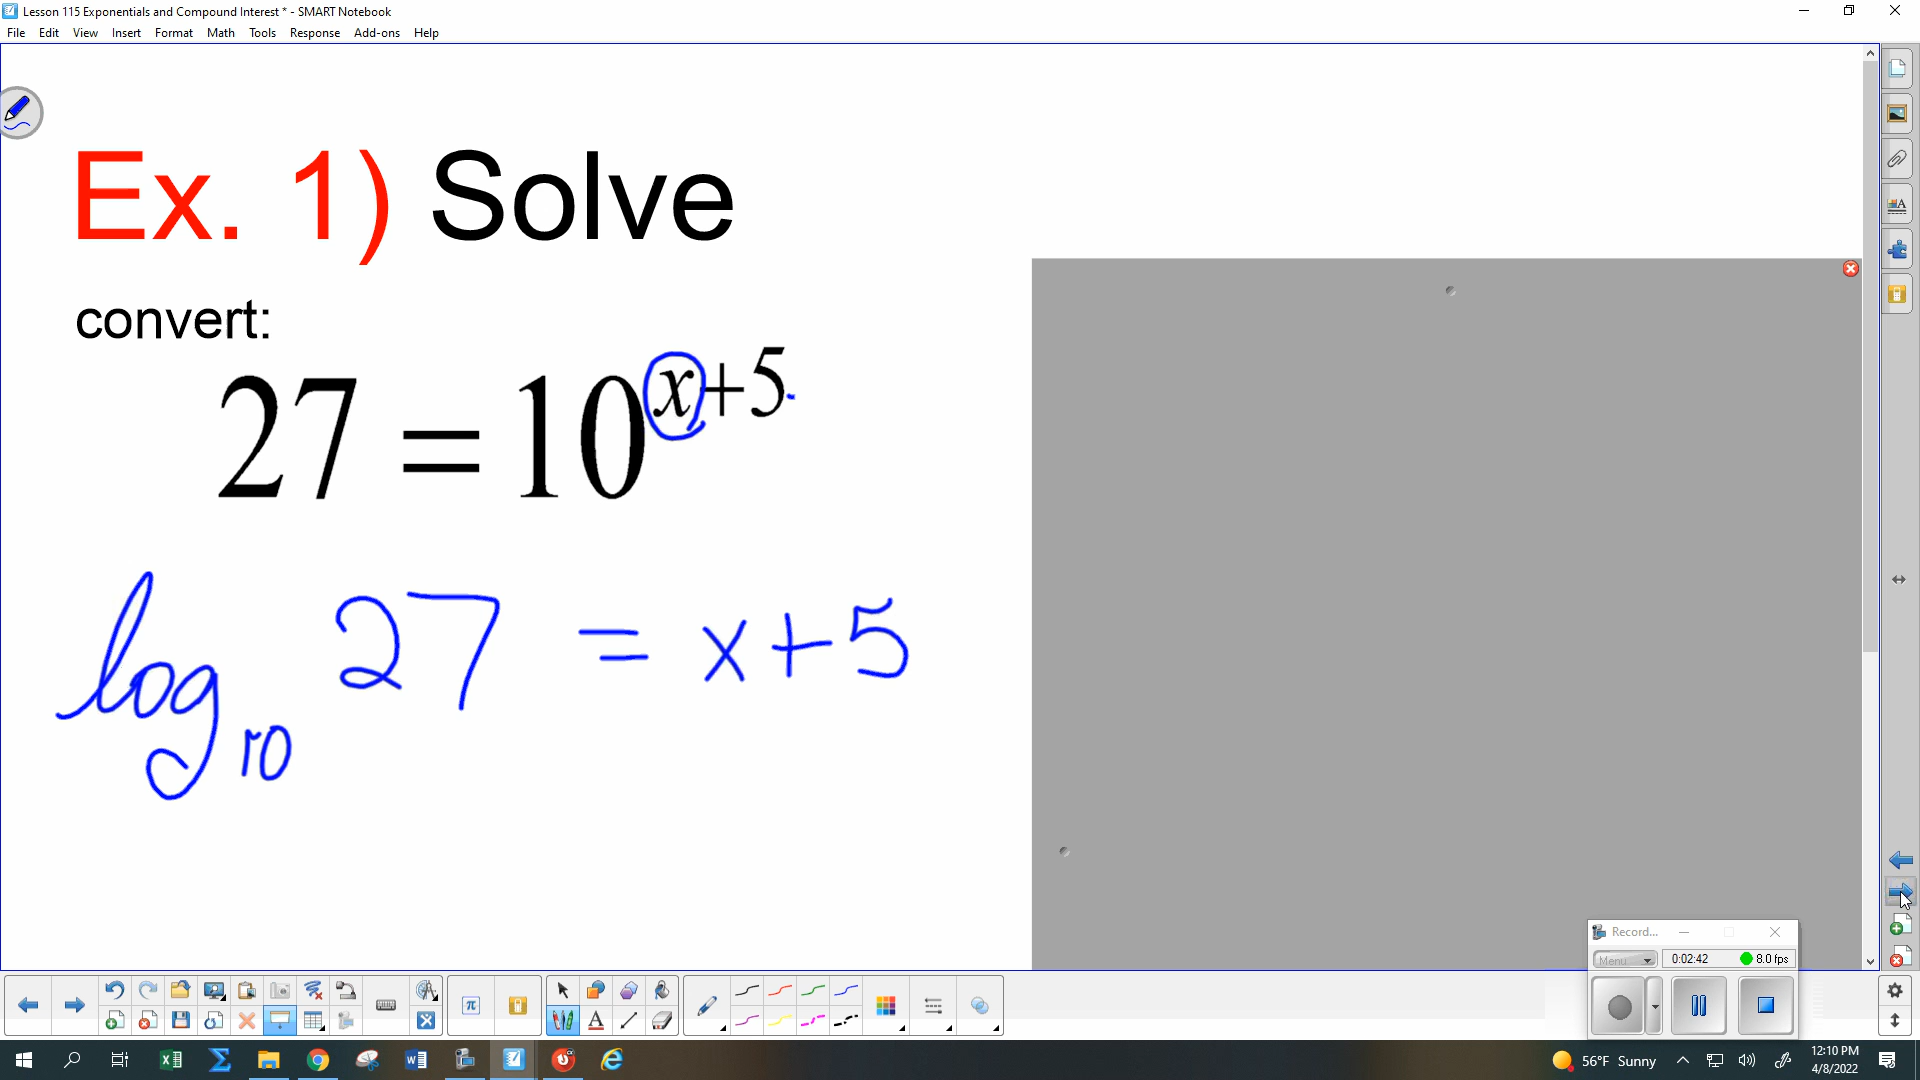 Lesson 115 Exponentials and Compound Interest * - SMART Notebook
File Edit View Insert Format Math Tools Response Add-ons Help
Ex. 1) Solve
convert:
27 = 10^{x+5}
log_{10} 27 = x+5
Record...
Menu 0:02:42 8.0 fps
56°F Sunny
12:10 PM
4/8/2022